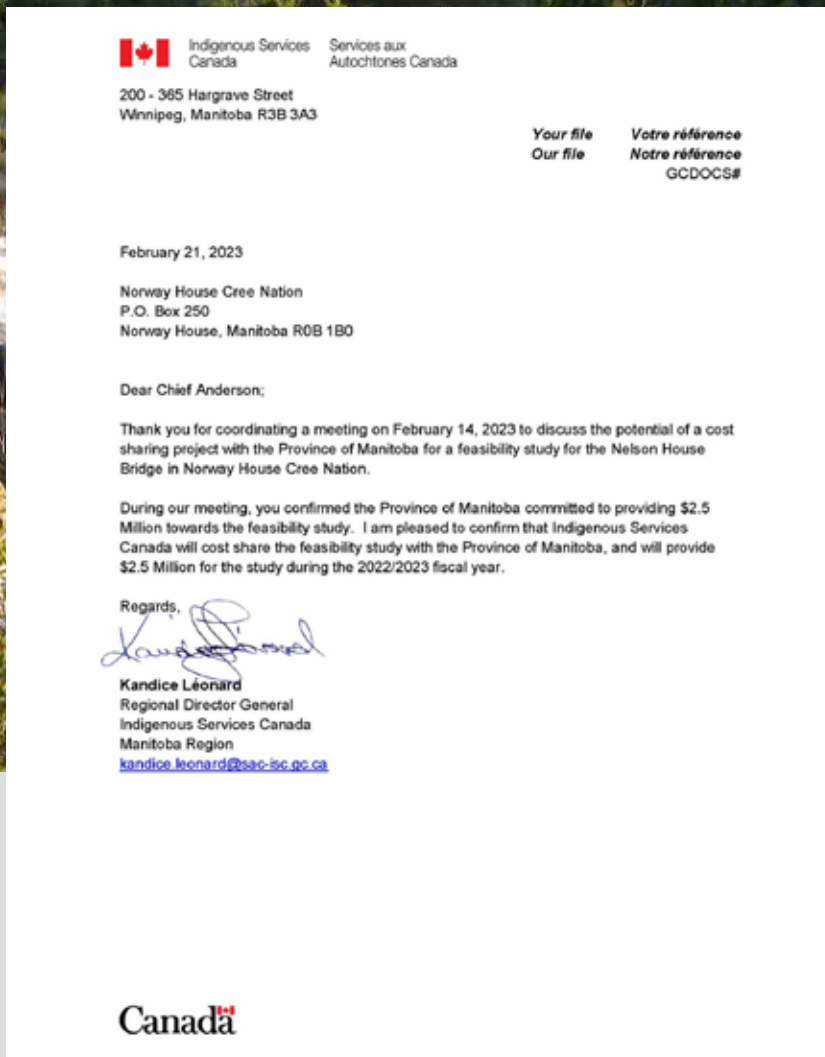 Indigenous Services Services aux
Canada Autochtones Canada
200 - 365 Hargrave Street
Winnipeg, Manitoba R3B 3A3
Your file Votre référence
Our file Notre référence
GCDOCS#
February 21, 2023
Norway House Cree Nation
P.O. Box 250
Norway House, Manitoba R0B 1B0
Dear Chief Anderson;
Thank you for coordinating a meeting on February 14, 2023 to discuss the potential of a cost
sharing project with the Province of Manitoba for a feasibility study for the Nelson House
Bridge in Norway House Cree Nation.
During our meeting, you confirmed the Province of Manitoba committed to providing $2.5
Million towards the feasibility study. I am pleased to confirm that Indigenous Services
Canada will cost share the feasibility study with the Province of Manitoba, and will provide
$2.5 Million for the study during the 2022/2023 fiscal year.
Regards,
Kandice Léonard
Regional Director General
Indigenous Services Canada
Manitoba Region
kandice.leonard@sac-isc.gc.ca
Canada